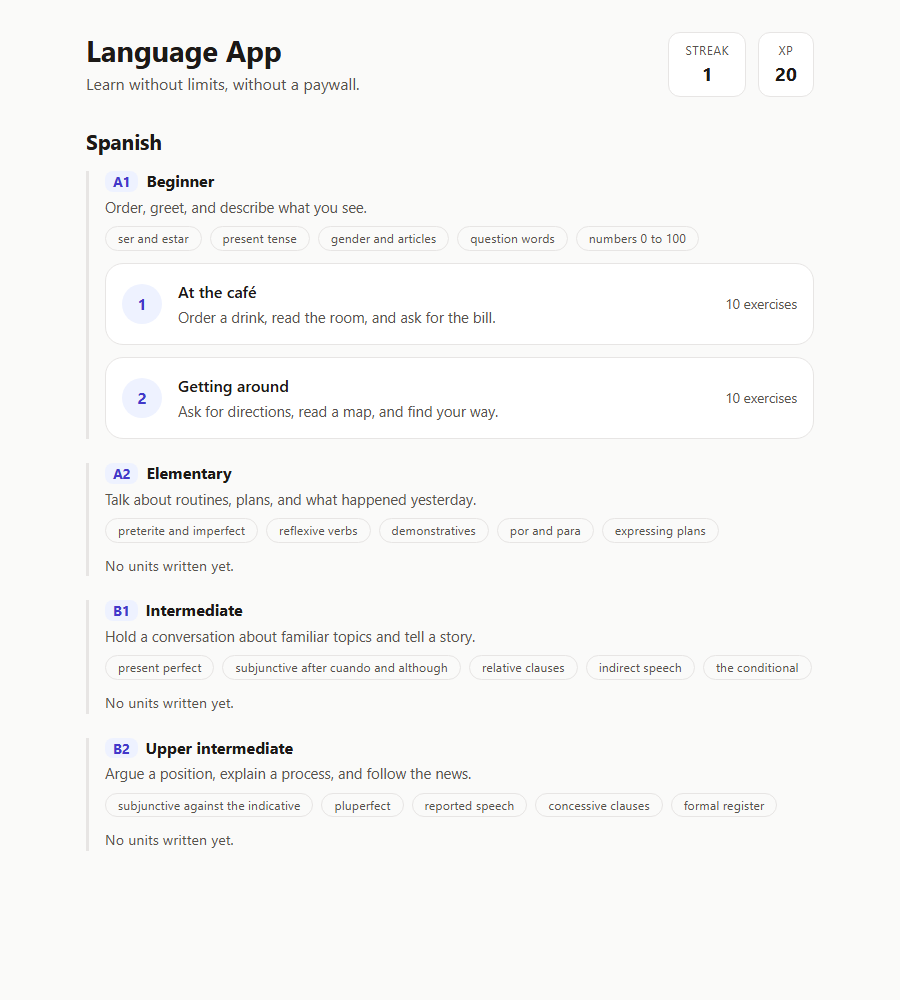 Language App
Learn without limits, without a paywall.
STREAK
1
XP
20
Spanish
A1 Beginner
Order, greet, and describe what you see.
ser and estar present tense gender and articles question words numbers 0 to 100
1
At the café
Order a drink, read the room, and ask for the bill.
10 exercises
2
Getting around
Ask for directions, read a map, and find your way.
10 exercises
A2 Elementary
Talk about routines, plans, and what happened yesterday.
preterite and imperfect reflexive verbs demonstratives por and para expressing plans
No units written yet.
B1 Intermediate
Hold a conversation about familiar topics and tell a story.
present perfect subjunctive after cuando and although relative clauses indirect speech the conditional
No units written yet.
B2 Upper intermediate
Argue a position, explain a process, and follow the news.
subjunctive against the indicative pluperfect reported speech concessive clauses formal register
No units written yet.